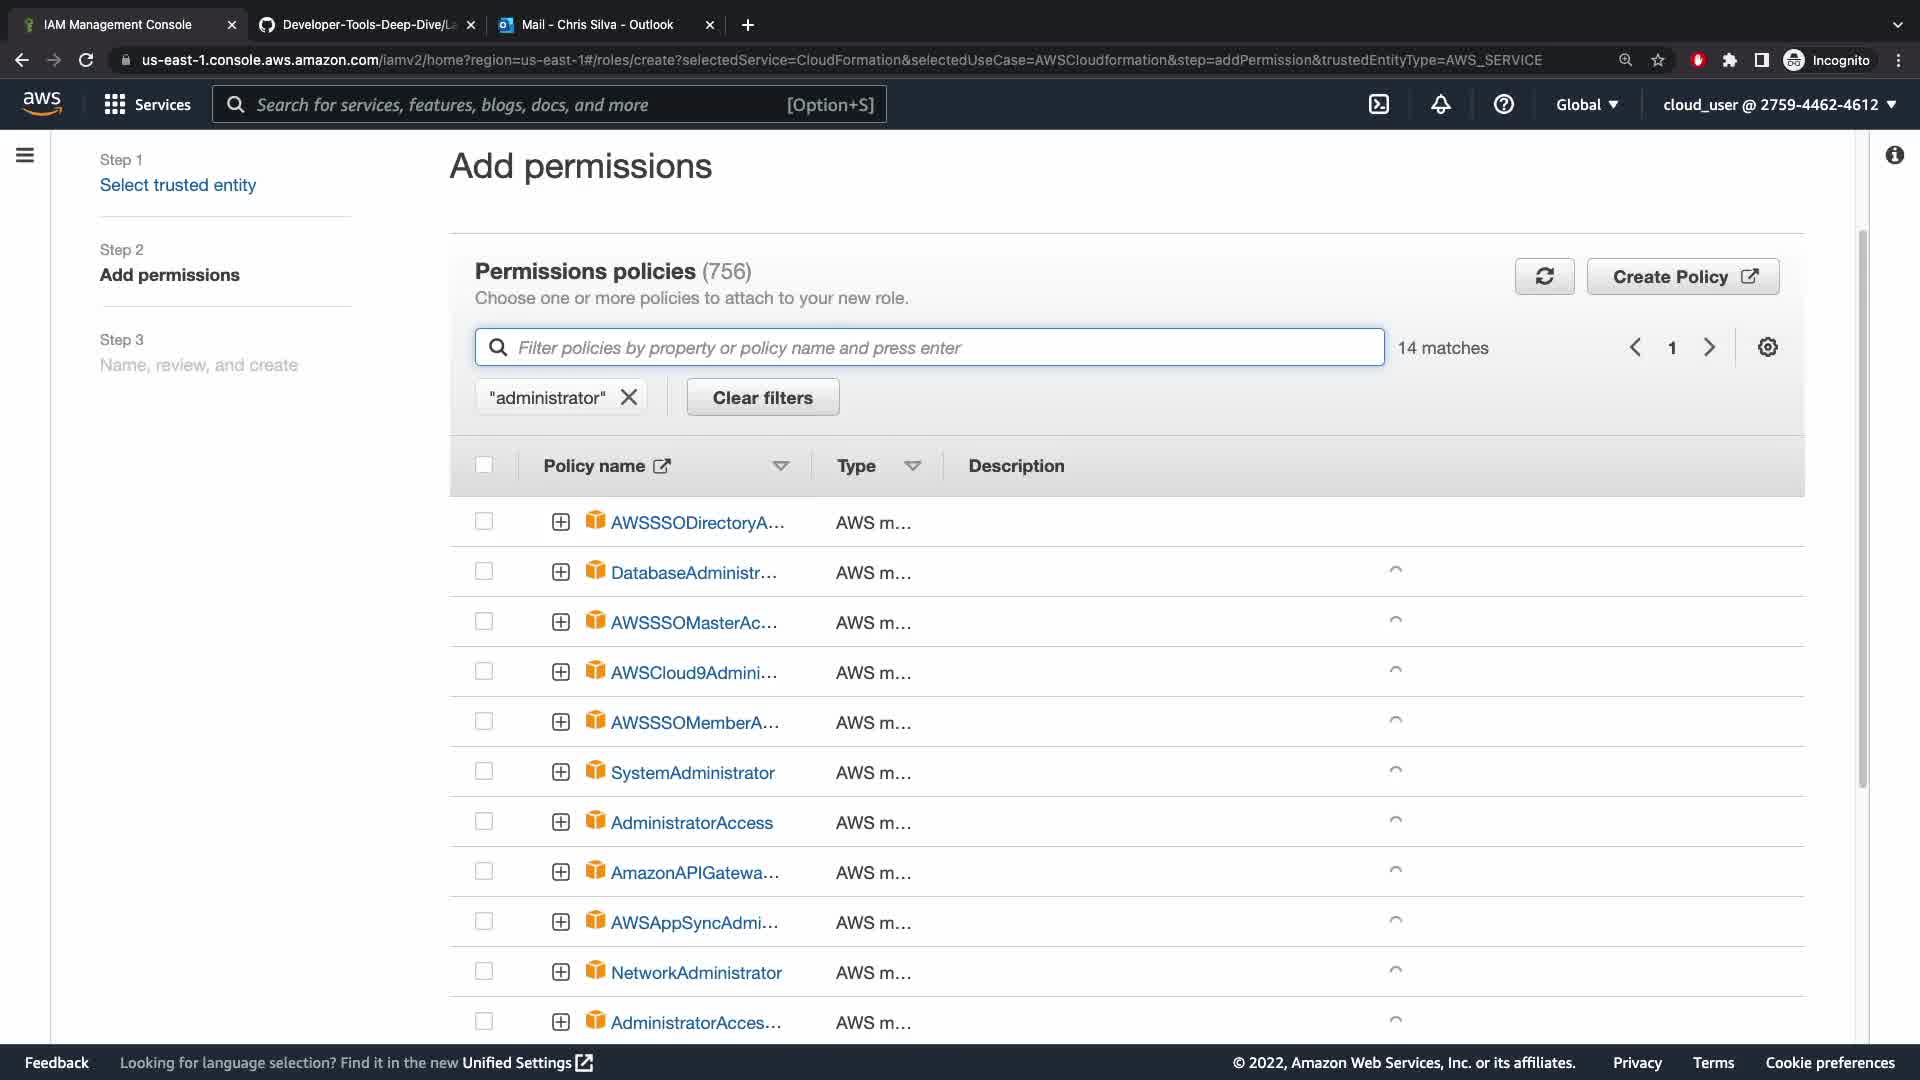 IAM Management Console
Developer-Tools-Deep-Dive/La
Mail - Chris Silva - Outlook
us-east-1.console.aws.amazon.com/iamv2/home?region=us-east-1#/roles/create?selectedService=CloudFormation&selectedUseCase=AWSCloudformation&step=addPermission&trustedEntityType=AWS_SERVICE
Incognito
aws
Services
Search for services, features, blogs, docs, and more
[Option+S]
Global
cloud_user @ 2759-4462-4612
Step 1
Select trusted entity
Step 2
Add permissions
Step 3
Name, review, and create
Add permissions
Permissions policies (756)
Choose one or more policies to attach to your new role.
Create Policy
Filter policies by property or policy name and press enter
14 matches
1
"administrator"
Clear filters
Policy name
Type
Description
AWSSSODirectoryA... AWS m...
DatabaseAdministr... AWS m...
AWSSSOMasterAc... AWS m...
AWSCloud9Admini... AWS m...
AWSSSOMemberA... AWS m...
SystemAdministrator AWS m...
AdministratorAccess AWS m...
AmazonAPIGatewa... AWS m...
AWSAppSyncAdmi... AWS m...
NetworkAdministrator AWS m...
AdministratorAcces... AWS m...
Feedback
Looking for language selection? Find it in the new Unified Settings
© 2022, Amazon Web Services, Inc. or its affiliates.
Privacy
Terms
Cookie preferences